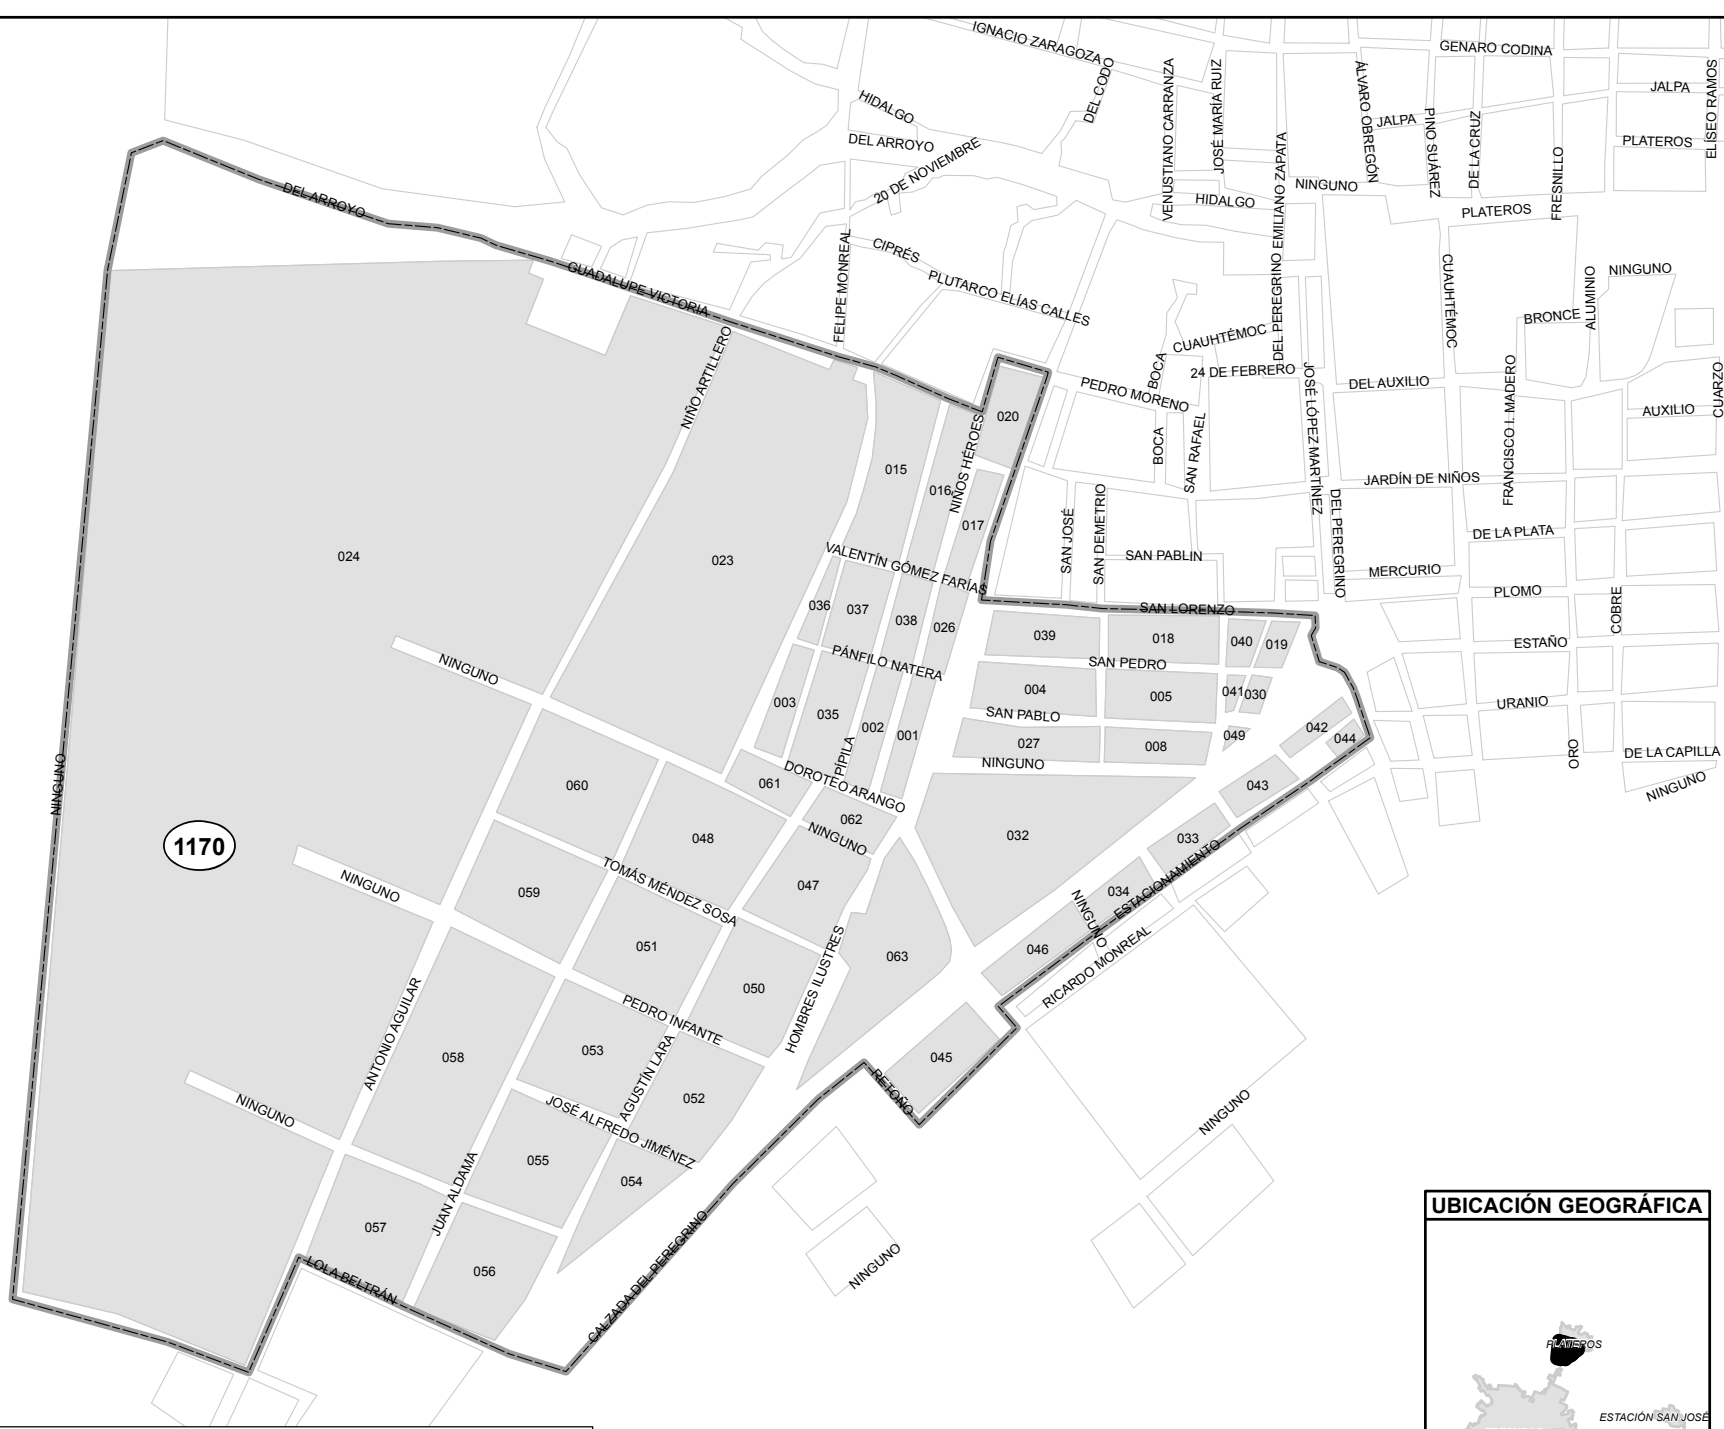 IGNACIO ZARAGOZA
GENARO CODINA
DEL CODO
VENUSTIANO CARRANZA
JOSÉ MARÍA RUIZ
ÁLVARO OBREGÓN
JALPA
ELÍSEO RAMOS
HIDALGO
JALPA
PINO SUÁREZ
DE LA CRUZ
PLATEROS
DEL ARROYO
20 DE NOVIEMBRE
DEL PEREGRINO EMILIANO ZAPATA
FRESNILLO
NINGUNO
HIDALGO
PLATEROS
DEL ARROYO
CIPRÉS
FELIPE MONREAL
PLUTARCO ELÍAS CALLES
GUADALUPE VICTORIA
CUAUHTÉMOC
NINGUNO
ALUMINIO
BRONCE
NIÑO ARTILLERO
CUAUHTÉMOC
BOCA
24 DE FEBRERO
PEDRO MORENO
DEL AUXILIO
FRANCISCO I. MADERO
CUARZO
AUXILIO
020
NIÑOS HÉROES
BOCA
SAN RAFAEL
JOSÉ LÓPEZ MARTÍNEZ
015
016
JARDÍN DE NIÑOS
017
SAN JOSÉ
SAN DEMETRIO
DEL PEREGRINO
DE LA PLATA
024
023
VALENTÍN GÓMEZ FARÍAS
SAN PABLIN
MERCURIO
PLOMO
COBRE
036
037
038
026
SAN LORENZO
039
018
040
019
ESTAÑO
PÁNFILO NATERA
SAN PEDRO
NINGUNO
004
005
041
030
003
035
002
001
SAN PABLO
URANIO
027
008
049
042
044
ORO
DE LA CAPILLA
NINGUNO
PÍPILA
DOROTEO ARANGO
NINGUNO
NINGUNO
060
061
062
043
1170
048
NINGUNO
032
033
TOMÁS MÉNDEZ SOSA
NINGUNO
059
047
034
ESTACIONAMIENTO
NINGUNO
051
046
063
HOMBRES ILUSTRES
050
RICARDO MONREAL
ANTONIO AGUILAR
PEDRO INFANTE
058
053
AGUSTÍN LARA
045
RETOÑO
052
NINGUNO
JOSÉ ALFREDO JIMÉNEZ
NINGUNO
055
054
JUAN ALDAMA
057
056
LOLA BELTRÁN
CALZADA DEL PEREGRINO
NINGUNO
UBICACIÓN GEOGRÁFICA
PLATEROS
ESTACIÓN SAN JOSÉ